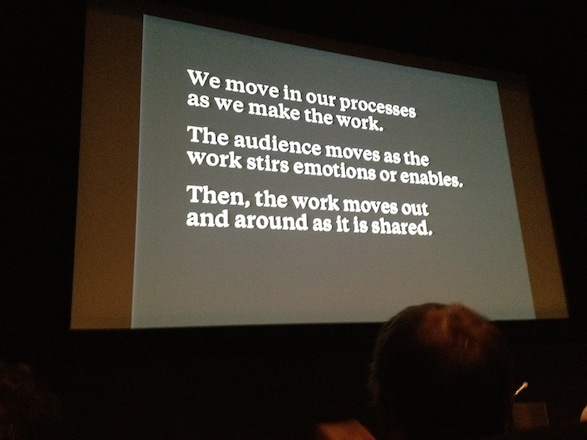 We move in our processes
as we make the work.
The audience moves as the
work stirs emotions or enables.
Then, the work moves out
and around as it is shared.